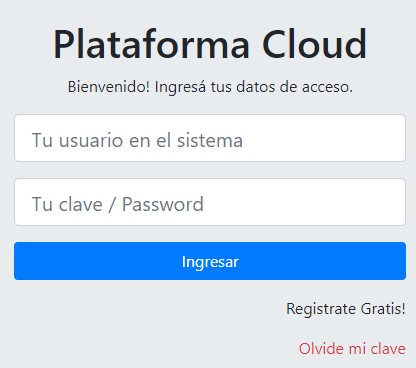 Plataforma Cloud
Bienvenido! Ingresá tus datos de acceso.
Tu usuario en el sistema
Tu clave / Password
Ingresar
Registrate Gratis!
Olvide mi clave